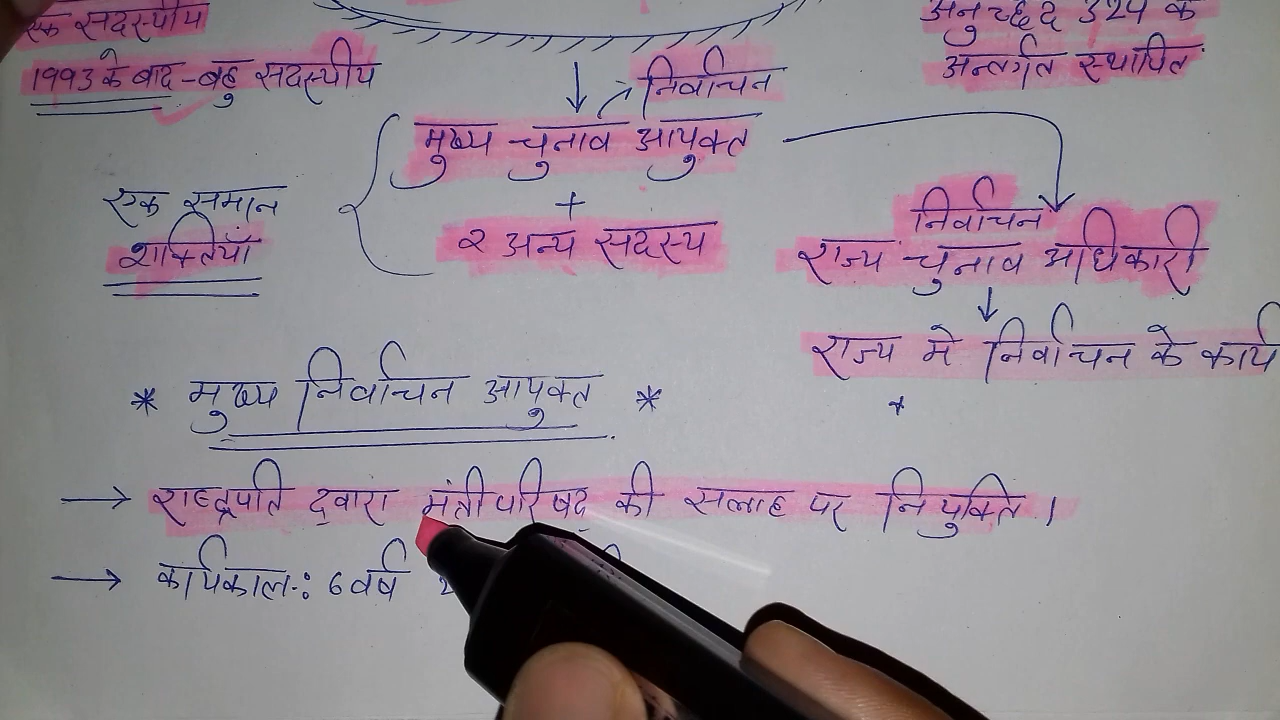 एक सदस्यीय
1993 के बाद - बहु सदस्यीय
अनुच्छेद 324 के
अन्तर्गत स्थापित
निर्वाचन
मुख्य चुनाव आयुक्त
+
२ अन्य सदस्य
एक समान
शक्तियाँ
निर्वाचन
राज्य चुनाव अधिकारी
राज्य मे निर्वाचन के कार्य
* मुख्य निर्वाचन आयुक्त *
→ राष्ट्रपति द्वारा मंत्रीपरिषद की सलाह पर नियुक्ति ।
→ कार्यकाल-: 6 वर्ष